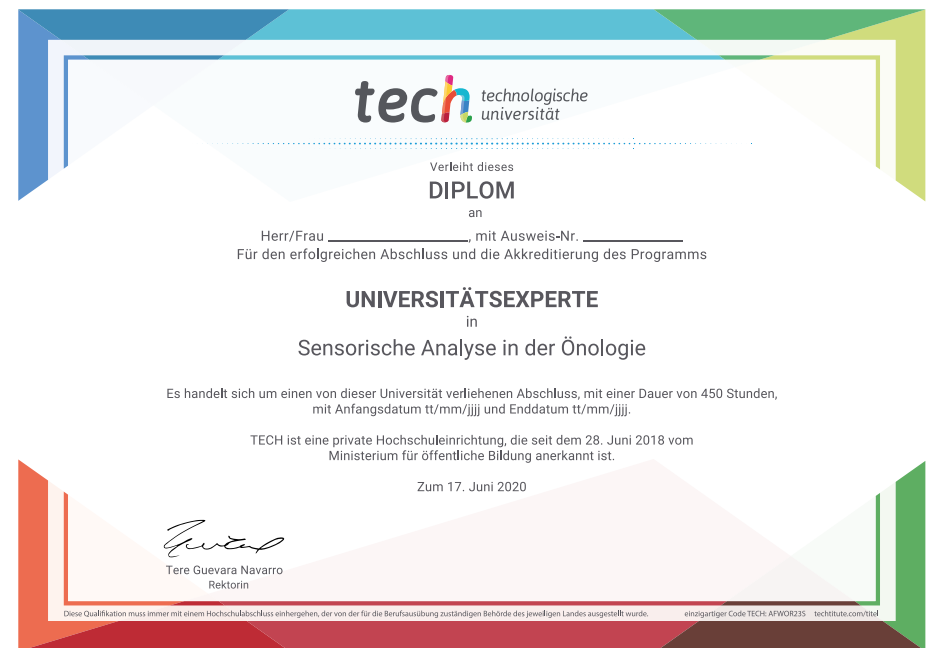 tech technologische
universität
Verleiht dieses
DIPLOM
an
Herr/Frau ____________________, mit Ausweis-Nr. ______________
Für den erfolgreichen Abschluss und die Akkreditierung des Programms
UNIVERSITÄTSEXPERTE
in
Sensorische Analyse in der Önologie
Es handelt sich um einen von dieser Universität verliehenen Abschluss, mit einer Dauer von 450 Stunden,
mit Anfangsdatum tt/mm/jjjj und Enddatum tt/mm/jjjj.
TECH ist eine private Hochschuleinrichtung, die seit dem 28. Juni 2018 vom
Ministerium für öffentliche Bildung anerkannt ist.
Zum 17. Juni 2020
Tere Guevara Navarro
Rektorin
Diese Qualifikation muss immer mit einem Hochschulabschluss einhergehen, der von der für die Berufsausübung zuständigen Behörde des jeweiligen Landes ausgestellt wurde. einzigartiger Code TECH: AFWOR23S techtitute.com/titel